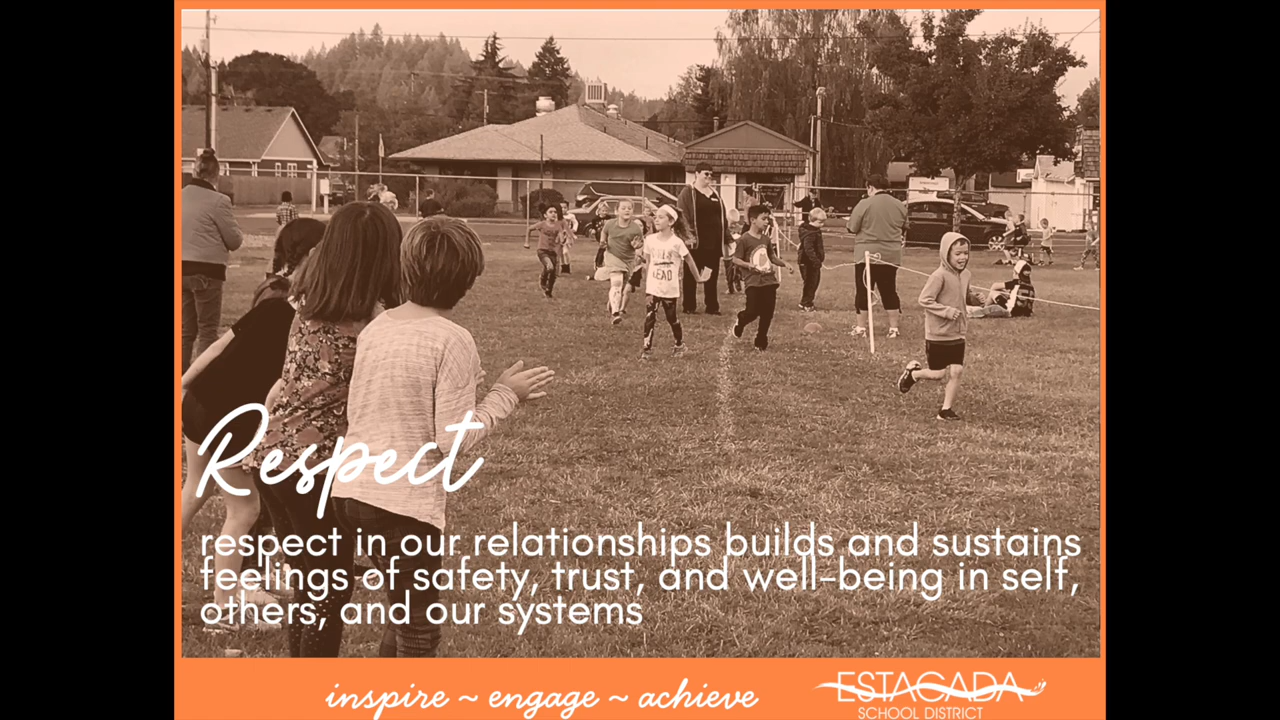 Respect
respect in our relationships builds and sustains
feelings of safety, trust, and well-being in self,
others, and our systems
inspire ~ engage ~ achieve
ESTACADA
SCHOOL DISTRICT